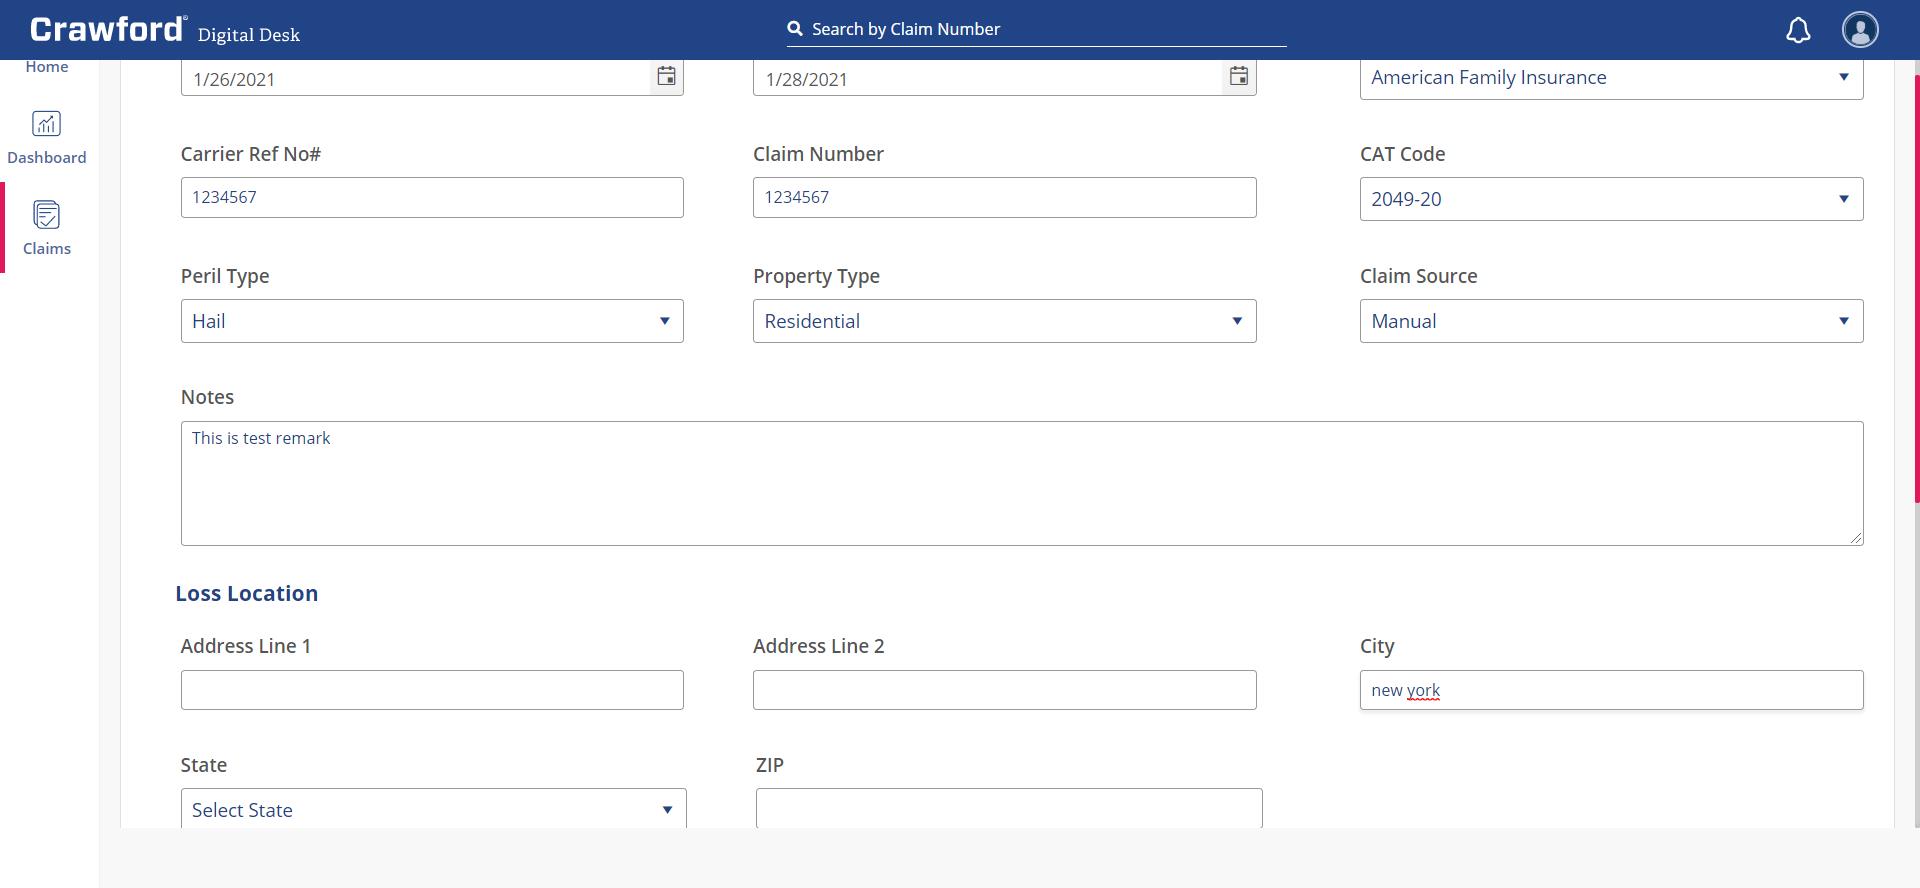 Crawford® Digital Desk
Search by Claim Number
Home
Dashboard
Claims
1/26/2021
1/28/2021
American Family Insurance
Carrier Ref No#
Claim Number
CAT Code
1234567
1234567
2049-20
Peril Type
Property Type
Claim Source
Hail
Residential
Manual
Notes
This is test remark
Loss Location
Address Line 1
Address Line 2
City
new york
State
ZIP
Select State